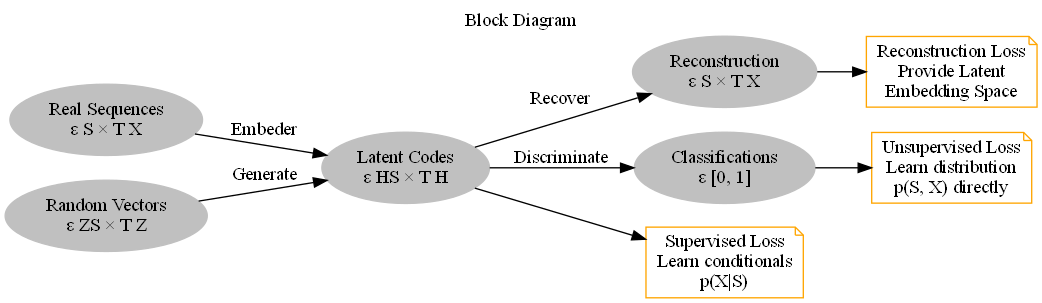 Block Diagram
Real Sequences
ε S × T X
Embeder
Random Vectors
ε ZS × T Z
Generate
Latent Codes
ε HS × T H
Recover
Reconstruction
ε S × T X
Reconstruction Loss
Provide Latent
Embedding Space
Discriminate
Classifications
ε [0, 1]
Unsupervised Loss
Learn distribution
p(S, X) directly
Supervised Loss
Learn conditionals
p(X|S)